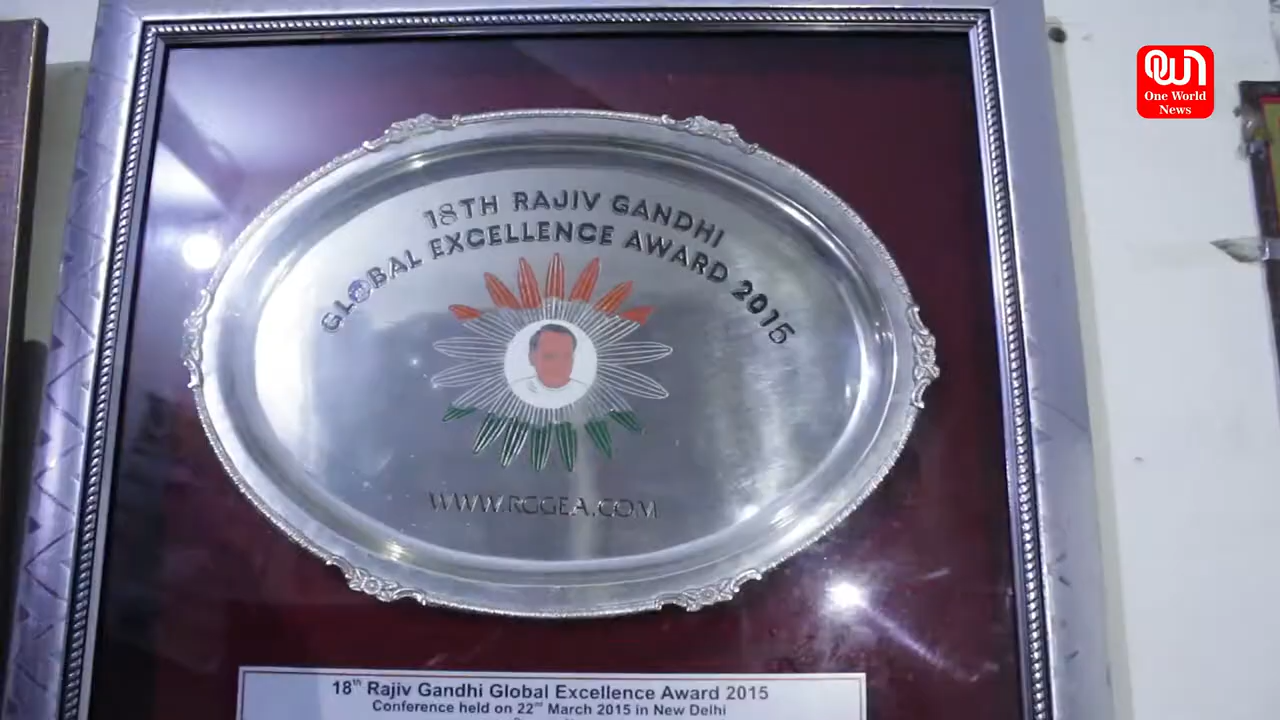 One World
News
18TH RAJIV GANDHI
GLOBAL EXCELLENCE AWARD 2015
WWW.RGGEA.COM
18th Rajiv Gandhi Global Excellence Award 2015
Conference held on 22nd March 2015 in New Delhi